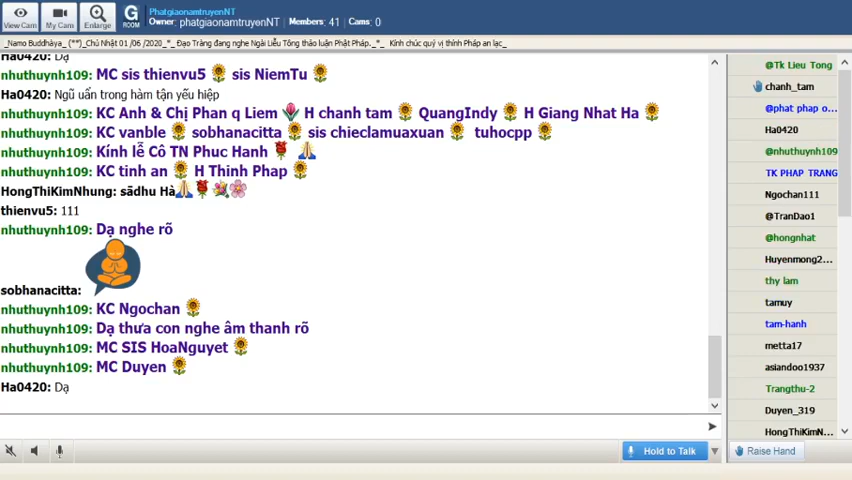 View Cam
My Cam
Enlarge
G
ROOM
PhatgiaonamtruyenNT
Owner: phatgiaonamtruyenNT Members: 41 Cams: 0
_Namo Buddhàya_ (**)_Chủ Nhật 01 /06 /2020_*_ Đạo Tràng đang nghe Ngài Liễu Tông thảo luận Phật Pháp._*_ Kính chúc quý vị thính Pháp an lạc_
Ha0420: Dạ
nhuthuynh109: MC sis thienvu5 sis NiemTu
Ha0420: Ngũ uẩn trong hàm tận yếu hiệp
nhuthuynh109: KC Anh & Chị Phan q Liem H chanh tam QuangIndy H Giang Nhat Ha
nhuthuynh109: KC vanble sobhanacitta sis chieclamuaxuan tuhocpp
nhuthuynh109: Kính lễ Cô TN Phuc Hanh
nhuthuynh109: KC tinh an H Thinh Phap
HongThiKimNhung: sādhu Hà
thienvu5: 111
nhuthuynh109: Dạ nghe rõ
sobhanacitta:
nhuthuynh109: KC Ngochan
nhuthuynh109: Dạ thưa con nghe âm thanh rõ
nhuthuynh109: MC SIS HoaNguyet
nhuthuynh109: MC Duyen
Ha0420: Dạ
Hold to Talk
@Tk Lieu Tong
chanh_tam
@phat phap o...
Ha0420
@nhuthuynh109
TK PHAP TRANG
Ngochan111
@TranDao1
@hongnhat
Huyenmong2...
thy lam
tamuy
tam-hanh
metta17
asiandoo1937
Trangthu-2
Duyen_319
HongThiKimN...
Raise Hand